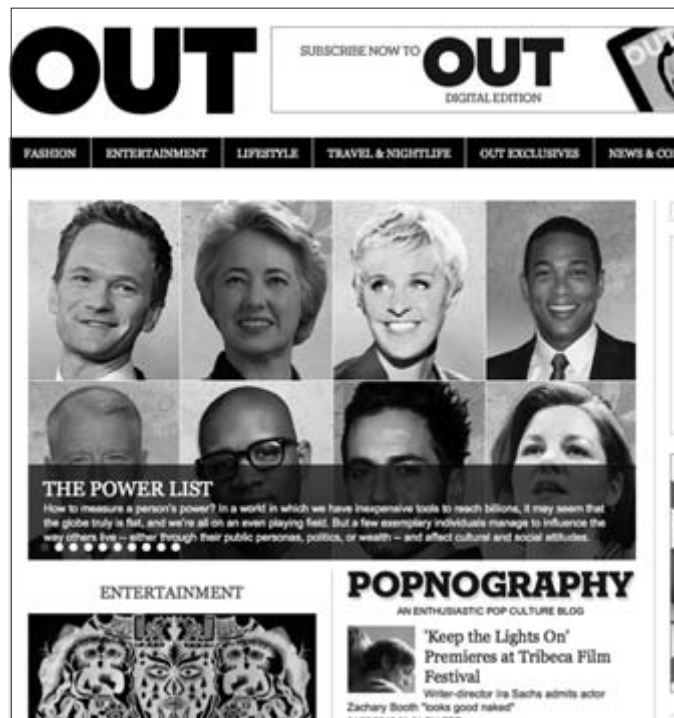 OUT
SUBSCRIBE NOW TO OUT
DIGITAL EDITION
OUT
FASHION ENTERTAINMENT LIFESTYLE TRAVEL & NIGHTLIFE OUT EXCLUSIVES NEWS & CO
THE POWER LIST
How to measure a person's power? In a world in which we have inexpensive tools to reach billions, it may seem that
the globe truly is flat, and we're all on an even playing field. But a few exemplary individuals manage to influence the
way others live – either through their public personas, politics, or wealth – and affect cultural and social attitudes.
ENTERTAINMENT
POPNOGRAPHY
AN ENTHUSIASTIC POP CULTURE BLOG
'Keep the Lights On'
Premieres at Tribeca Film
Festival
Writer-director Ira Sachs admits actor
Zachary Booth "looks good naked"